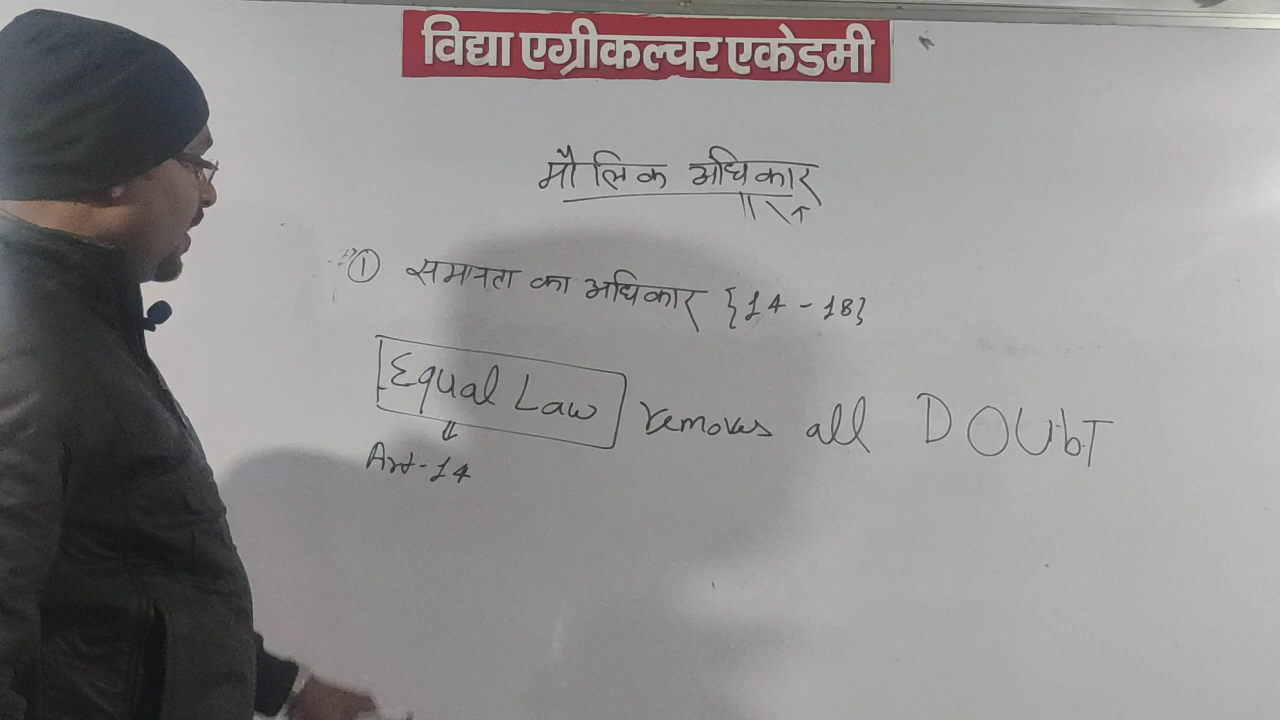 विद्या एग्रीकल्चर एकेडमी
मौलिक अधिकार
① समानता का अधिकार {14-18}
Equal Law removes all DOUbT
Art-14